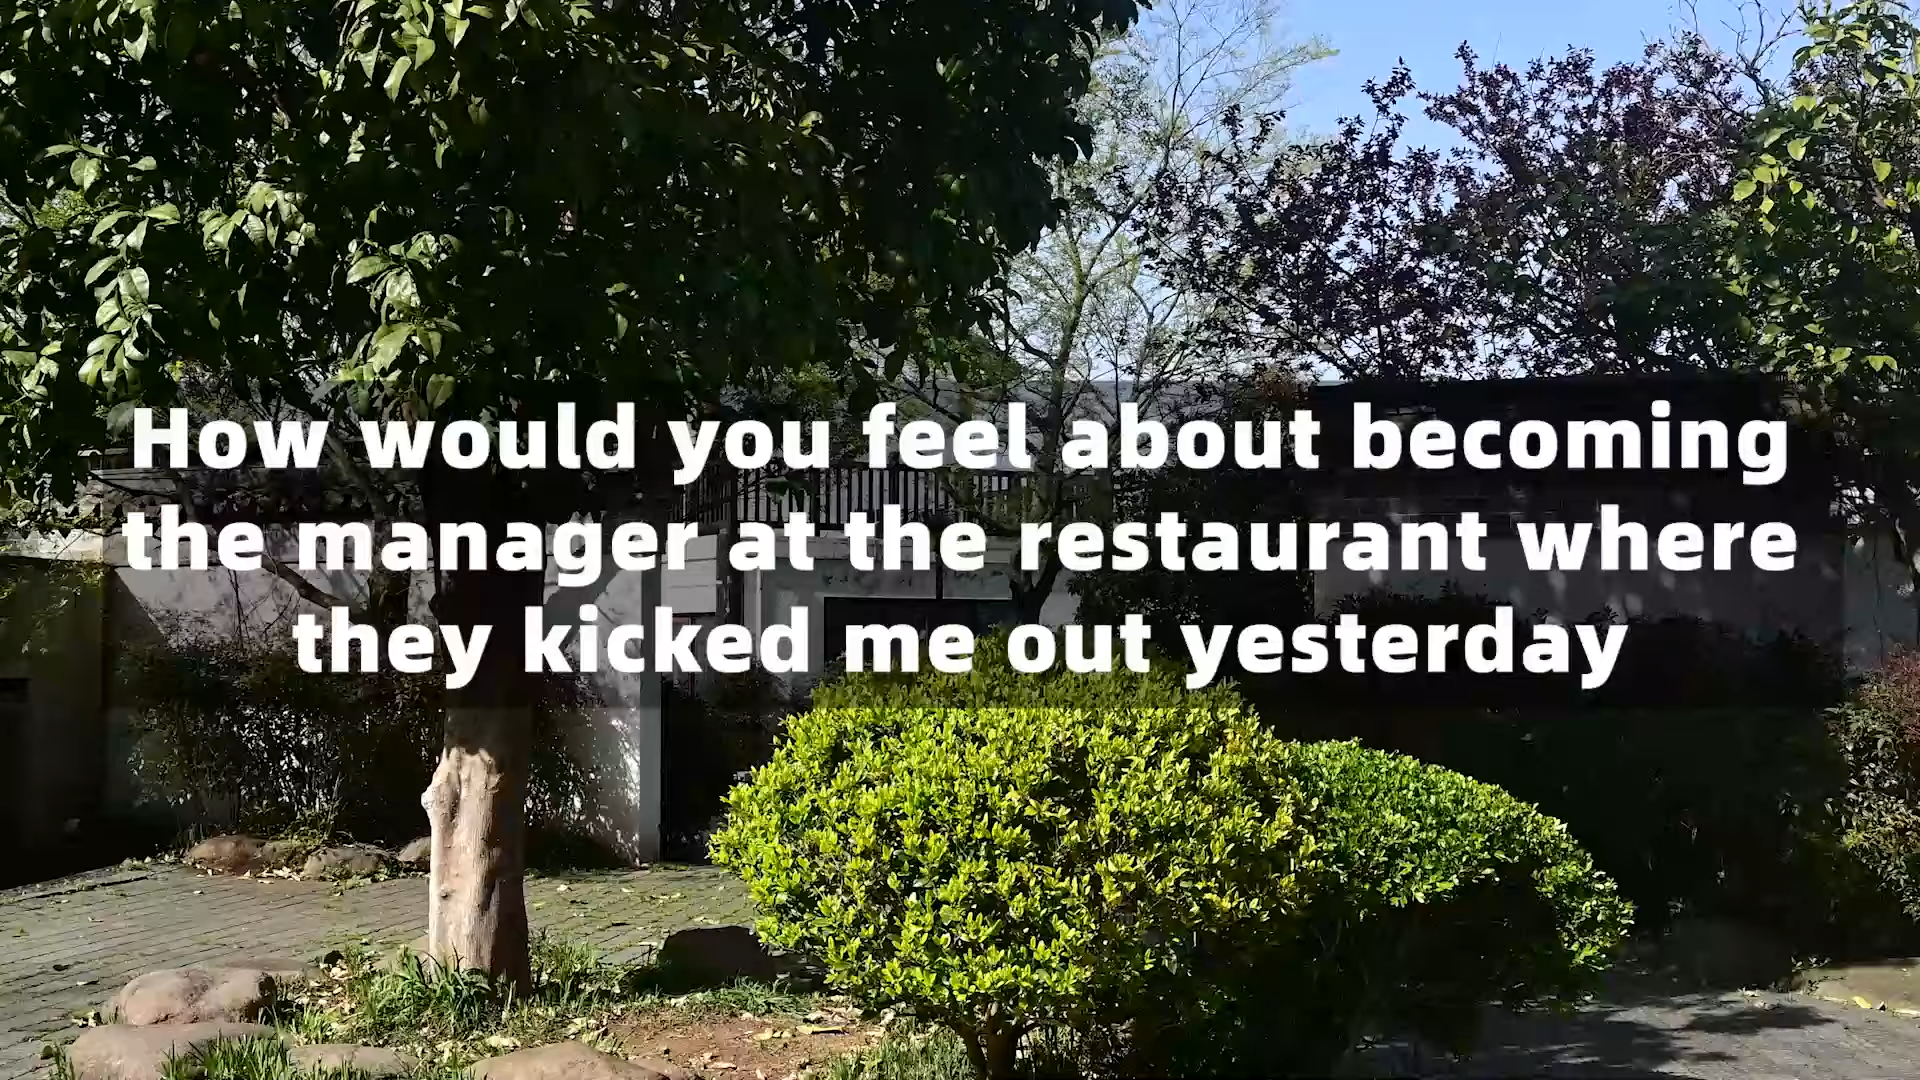 How would you feel about becoming
the manager at the restaurant where
they kicked me out yesterday